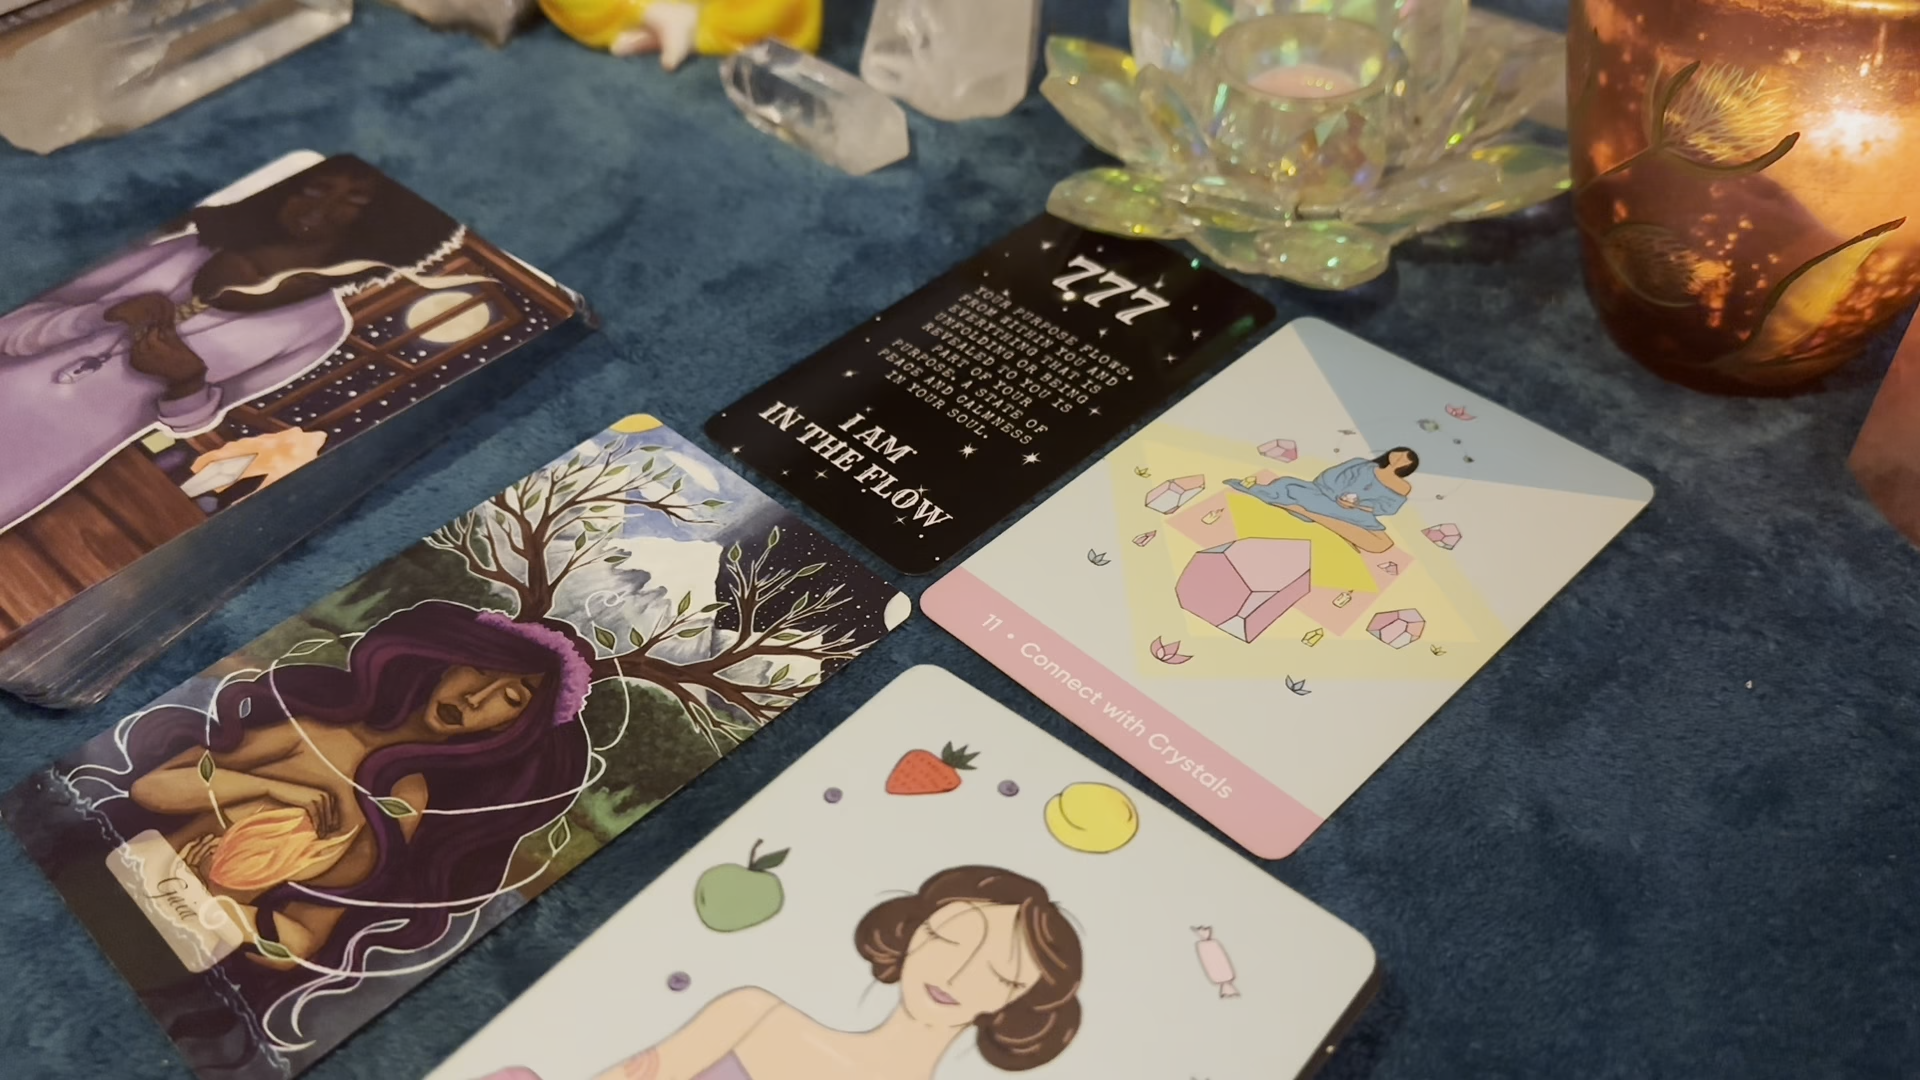 777
YOUR PURPOSE FLOWS.
FROM WITHIN YOU AND
EVERYTHING THAT IS
UNFOLDING OR BEING
REVEALED TO YOU IS
PART OF YOUR
PURPOSE. A STATE OF
PEACE AND CALMNESS
IN YOUR SOUL.
I AM
IN THE FLOW
11 • Connect with Crystals
Gaia